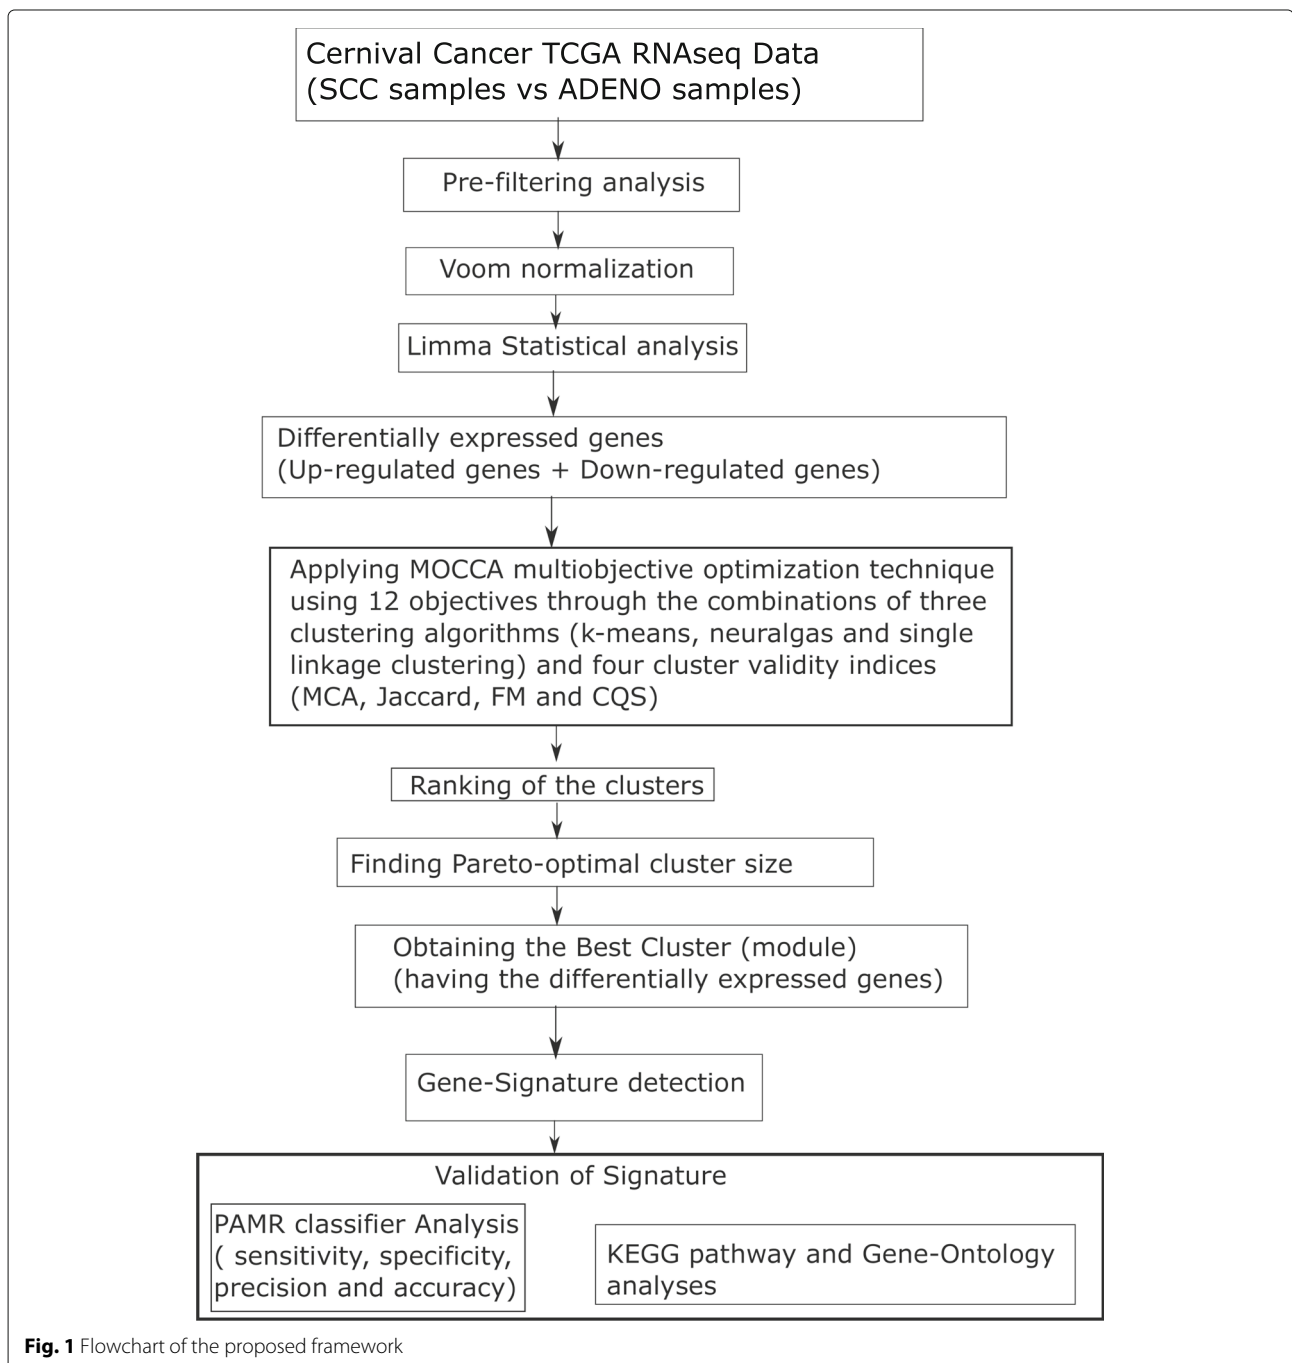 Cernival Cancer TCGA RNAseq Data
(SCC samples vs ADENO samples)
Pre-filtering analysis
Voom normalization
Limma Statistical analysis
Differentially expressed genes
(Up-regulated genes + Down-regulated genes)
Applying MOCCA multiobjective optimization technique
using 12 objectives through the combinations of three
clustering algorithms (k-means, neuralgas and single
linkage clustering) and four cluster validity indices
(MCA, Jaccard, FM and CQS)
Ranking of the clusters
Finding Pareto-optimal cluster size
Obtaining the Best Cluster (module)
(having the differentially expressed genes)
Gene-Signature detection
Validation of Signature
PAMR classifier Analysis
( sensitivity, specificity,
precision and accuracy)
KEGG pathway and Gene-Ontology
analyses
Fig. 1 Flowchart of the proposed framework